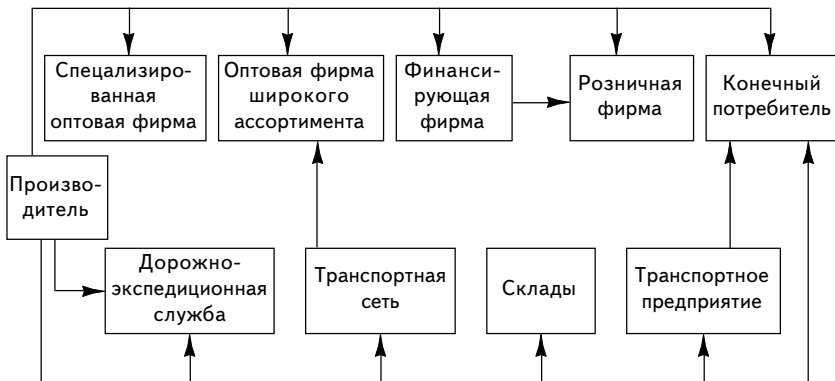 Спецализиро-
ванная
оптовая фирма
Оптовая фирма
широкого
ассортимента
Финанси-
рующая
фирма
Розничная
фирма
Конечный
потребитель
Произво-
дитель
Дорожно-
экспедиционная
служба
Транспортная
сеть
Склады
Транспортное
предприятие